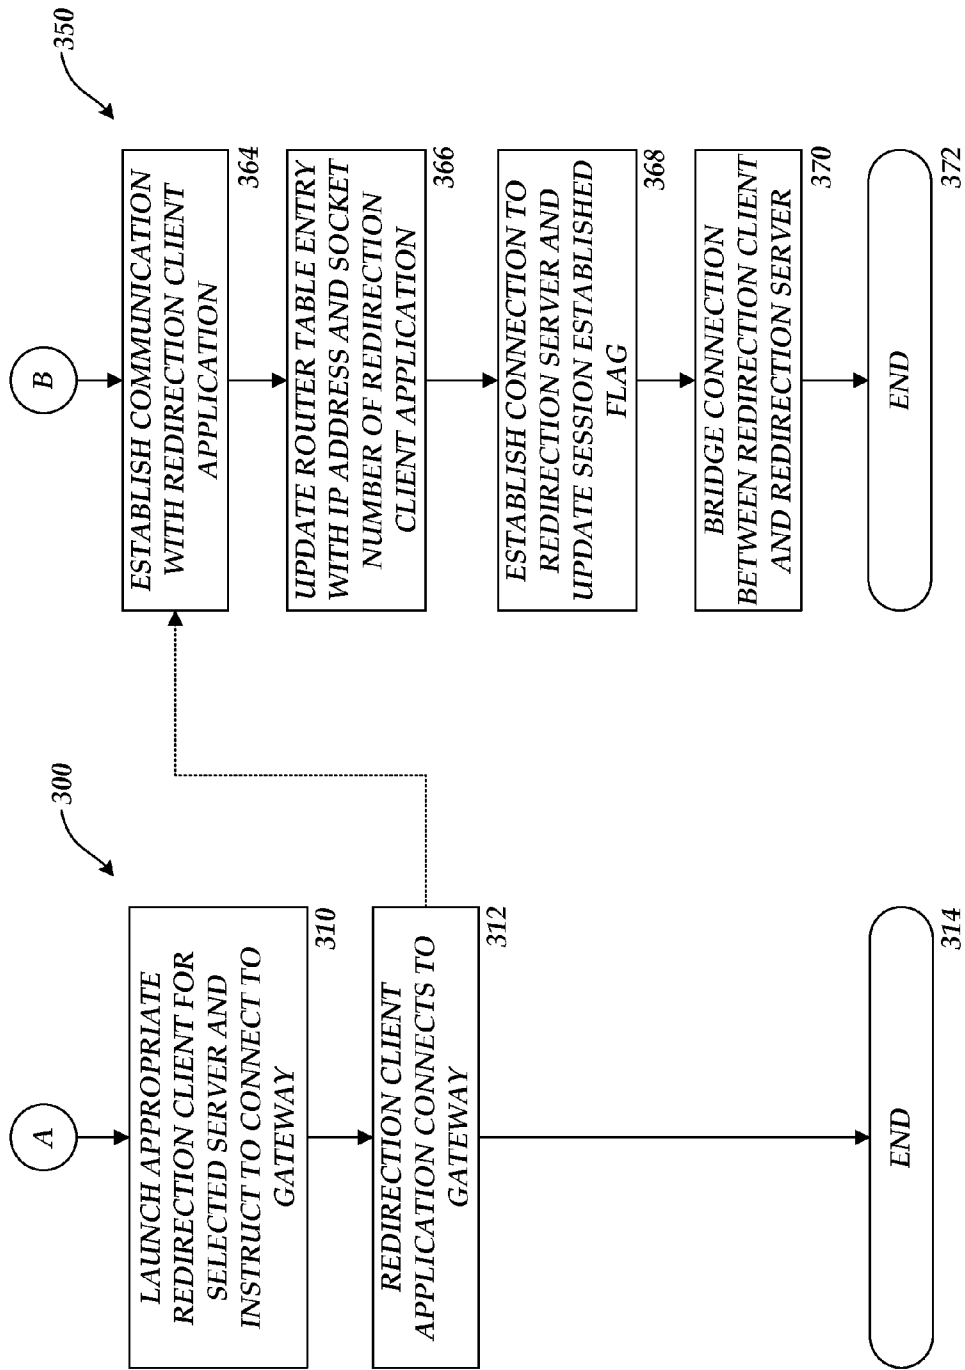 A
300
LAUNCH APPROPRIATE
REDIRECTION CLIENT FOR
SELECTED SERVER AND
INSTRUCT TO CONNECT TO
GATEWAY
310
REDIRECTION CLIENT
APPLICATION CONNECTS TO
GATEWAY
312
END
314
B
350
ESTABLISH COMMUNICATION
WITH REDIRECTION CLIENT
APPLICATION
364
UPDATE ROUTER TABLE ENTRY
WITH IP ADDRESS AND SOCKET
NUMBER OF REDIRECTION
CLIENT APPLICATION
366
ESTABLISH CONNECTION TO
REDIRECTION SERVER AND
UPDATE SESSION ESTABLISHED
FLAG
368
BRIDGE CONNECTION
BETWEEN REDIRECTION CLIENT
AND REDIRECTION SERVER
370
END
372